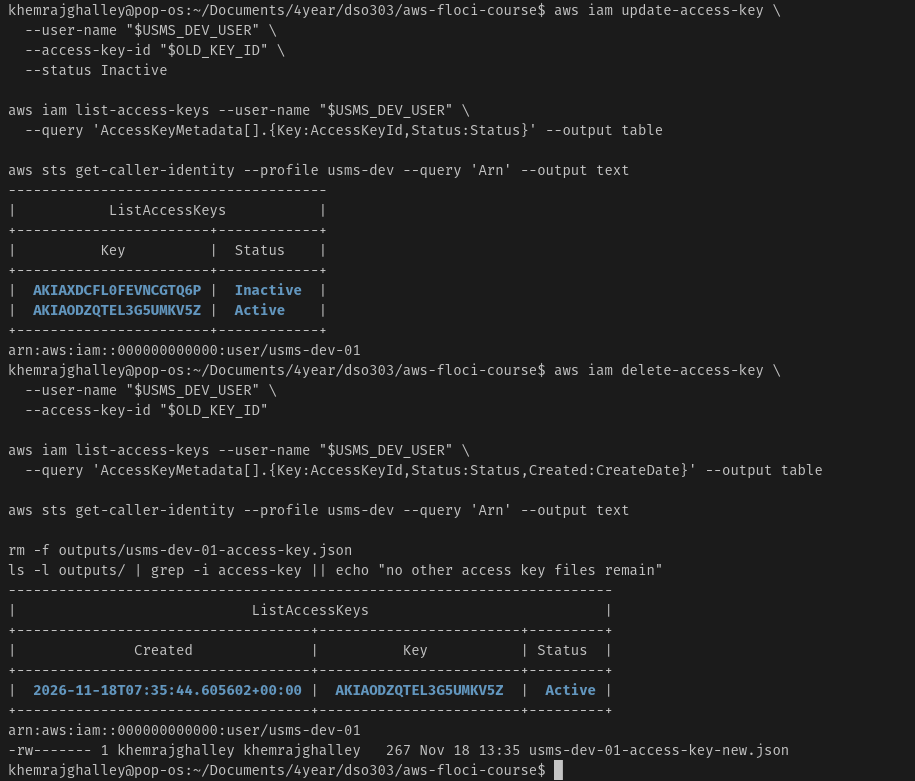 khemrajghalley@pop-os:~/Documents/4year/dso303/aws-floci-course$ aws iam update-access-key \
  --user-name "$USMS_DEV_USER" \
  --access-key-id "$OLD_KEY_ID" \
  --status Inactive

aws iam list-access-keys --user-name "$USMS_DEV_USER" \
  --query 'AccessKeyMetadata[].{Key:AccessKeyId,Status:Status}' --output table

aws sts get-caller-identity --profile usms-dev --query 'Arn' --output text
--------------------------------------
|           ListAccessKeys           |
+-----------------------+------------+
|          Key          |  Status    |
+-----------------------+------------+
|  AKIAXDCFL0FEVNCGTQ6P |  Inactive  |
|  AKIAODZQTEL3G5UMKV5Z |  Active    |
+-----------------------+------------+
arn:aws:iam::000000000000:user/usms-dev-01
khemrajghalley@pop-os:~/Documents/4year/dso303/aws-floci-course$ aws iam delete-access-key \
  --user-name "$USMS_DEV_USER" \
  --access-key-id "$OLD_KEY_ID"

aws iam list-access-keys --user-name "$USMS_DEV_USER" \
  --query 'AccessKeyMetadata[].{Key:AccessKeyId,Status:Status,Created:CreateDate}' --output table

aws sts get-caller-identity --profile usms-dev --query 'Arn' --output text

rm -f outputs/usms-dev-01-access-key.json
ls -l outputs/ | grep -i access-key || echo "no other access key files remain"
------------------------------------------------------------------------
|                            ListAccessKeys                            |
+-----------------------------------+------------------------+---------+
|              Created              |          Key           | Status  |
+-----------------------------------+------------------------+---------+
|  2026-11-18T07:35:44.605602+00:00 |  AKIAODZQTEL3G5UMKV5Z  |  Active |
+-----------------------------------+------------------------+---------+
arn:aws:iam::000000000000:user/usms-dev-01
-rw------- 1 khemrajghalley khemrajghalley   267 Nov 18 13:35 usms-dev-01-access-key-new.json
khemrajghalley@pop-os:~/Documents/4year/dso303/aws-floci-course$